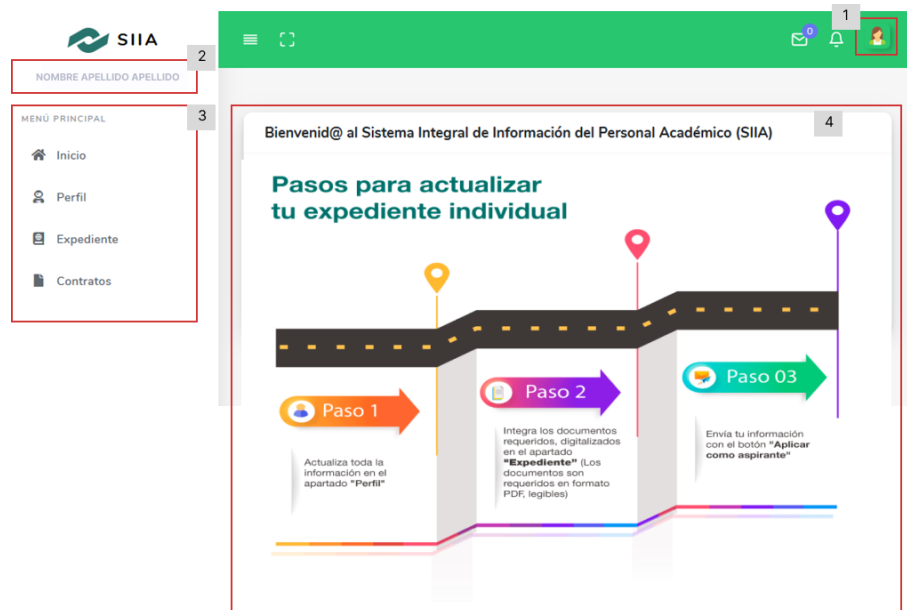 SIIA
0
1
2
NOMBRE APELLIDO APELLIDO
MENÚ PRINCIPAL
3
Inicio
Perfil
Expediente
Contratos
4
Bienvenid@ al Sistema Integral de Información del Personal Académico (SIIA)
Pasos para actualizar
tu expediente individual
Paso 1
Actualiza toda la
información en el
apartado "Perfil"
Paso 2
Integra los documentos
requeridos, digitalizados
en el apartado
"Expediente" (Los
documentos son
requeridos en formato
PDF, legibles)
Paso 03
Envía tu información
con el botón "Aplicar
como aspirante"